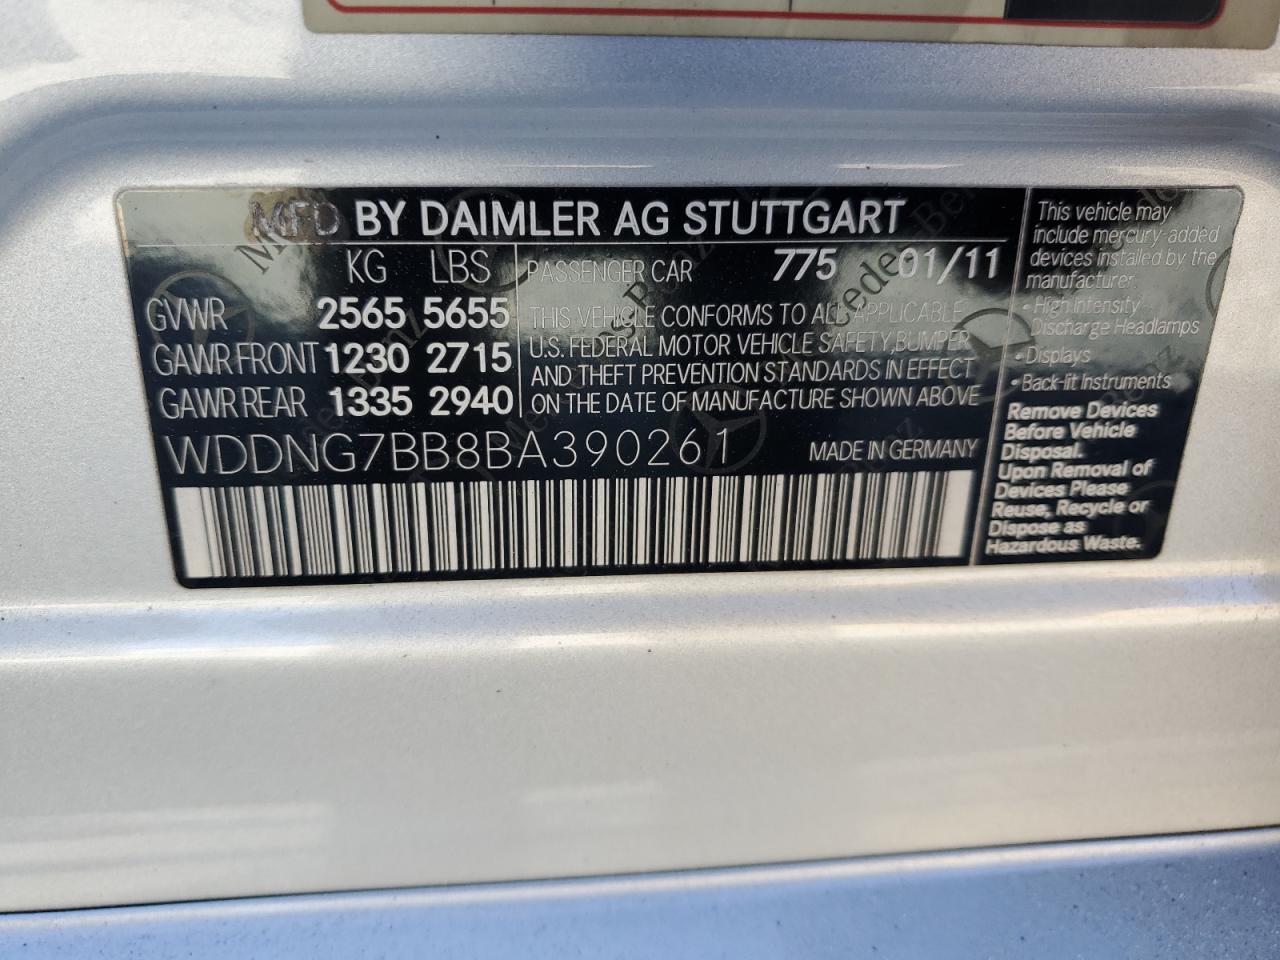 MFD BY DAIMLER AG STUTTGART
KG LBS
GVWR 2565 5655
GAWR FRONT 1230 2715
GAWR REAR 1335 2940
PASSENGER CAR 775 01/11
THIS VEHICLE CONFORMS TO ALL APPLICABLE
U.S. FEDERAL MOTOR VEHICLE SAFETY, BUMPER
AND THEFT PREVENTION STANDARDS IN EFFECT
ON THE DATE OF MANUFACTURE SHOWN ABOVE
WDDNG7BB8BA390261 MADE IN GERMANY
This vehicle may
include mercury-added
devices installed by the
manufacturer:
• High Intensity
Discharge Headlamps
• Displays
• Back-lit Instruments
Remove Devices
Before Vehicle
Disposal.
Upon Removal of
Devices Please
Reuse, Recycle or
Dispose as
Hazardous Waste.